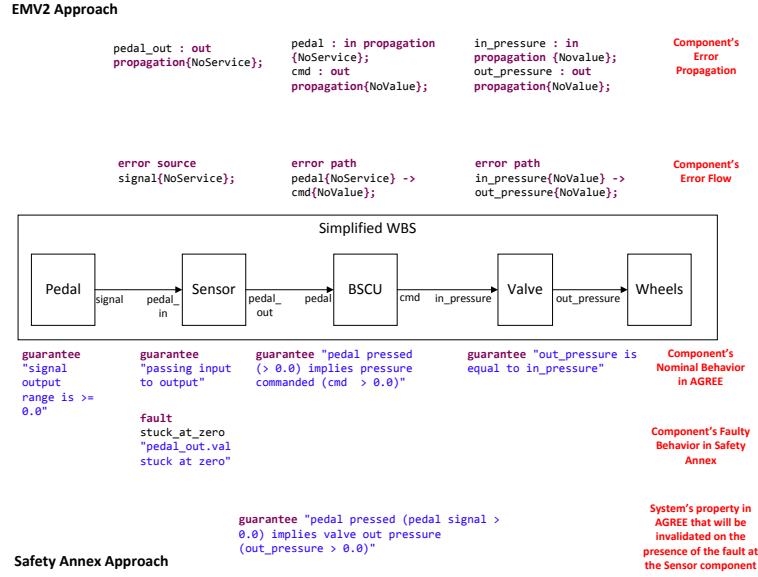 EMV2 Approach
pedal_out : out
propagation{NoService};
pedal : in propagation
{NoService};
cmd : out
propagation{NoValue};
in_pressure : in
propagation {Novalue};
out_pressure : out
propagation{NoValue};
Component's
Error
Propagation
error source
signal{NoService};
error path
pedal{NoService} ->
cmd{NoValue};
error path
in_pressure{NoValue} ->
out_pressure{NoValue};
Component's
Error Flow
Simplified WBS
Pedal
signal
pedal_
in
Sensor
pedal_
out
pedal
BSCU
cmd
in_pressure
Valve
out_pressure
Wheels
guarantee
"signal
output
range is >=
0.0"
guarantee
"passing input
to output"
guarantee "pedal pressed
(> 0.0) implies pressure
commanded (cmd > 0.0)"
guarantee "out_pressure is
equal to in_pressure"
Component's
Nominal Behavior
in AGREE
fault
stuck_at_zero
"pedal_out.val
stuck at zero"
Component's Faulty
Behavior in Safety
Annex
guarantee "pedal pressed (pedal signal >
0.0) implies valve out pressure
(out_pressure > 0.0)"
System's property in
AGREE that will be
invalidated on the
presence of the fault at
the Sensor component
Safety Annex Approach